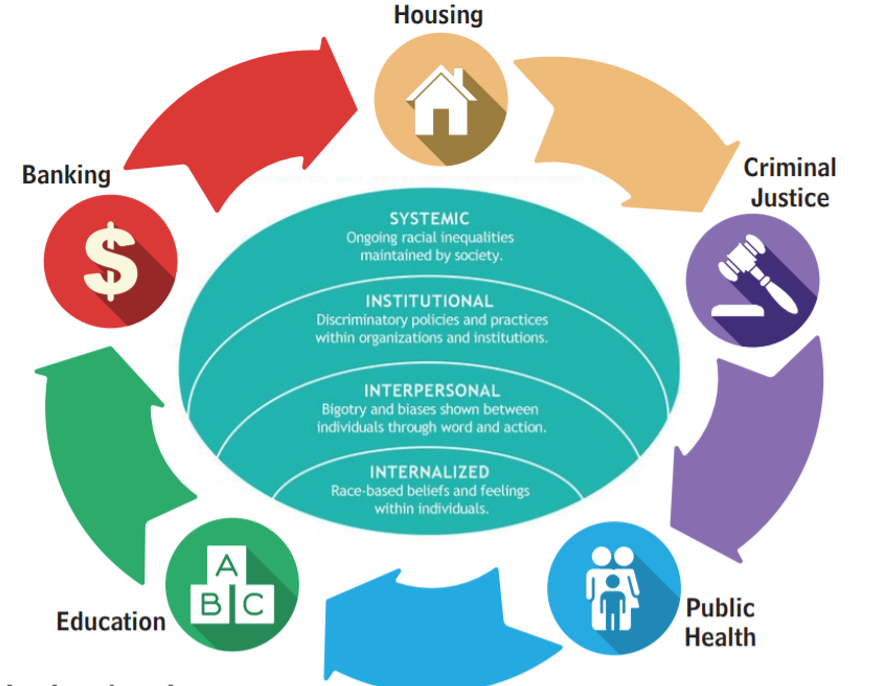 Housing
Banking
Criminal
Justice
$
SYSTEMIC
Ongoing racial inequalities
maintained by society.
INSTITUTIONAL
Discriminatory policies and practices
within organizations and institutions.
INTERPERSONAL
Bigotry and biases shown between
individuals through word and action.
INTERNALIZED
Race-based beliefs and feelings
within individuals.
A
B C
Education
Public
Health